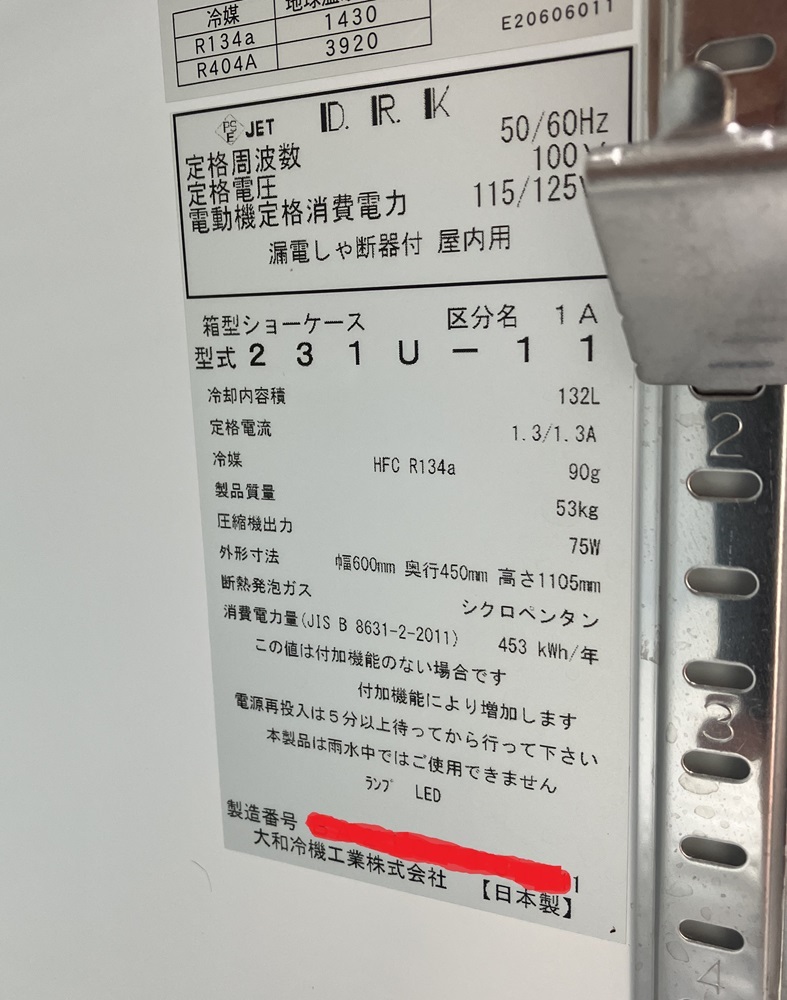 冷媒
R134a 1430
R404A 3920
E20606011
PS E JET D.R.K
定格周波数 50/60Hz
定格電圧 100V
電動機定格消費電力 115/125
漏電しや断器付 屋内用
箱型ショーケース 区分名 1A
型式 231U-11
冷却内容積 132L
定格電流 1.3/1.3A
冷媒 HFC R134a 90g
製品質量 53kg
圧縮機出力 75W
外形寸法 幅600mm 奥行450mm 高さ1105mm
断熱発泡ガス シクロペンタン
消費電力量(JIS B 8631-2-2011) 453 kWh/年
この値は付加機能のない場合です
付加機能により増加します
電源再投入は5分以上待ってから行って下さい
本製品は雨水中ではご使用できません
ﾗﾝﾌﾟ LED
製造番号 1
大和冷機工業株式会社 【日本製】
2
3
4